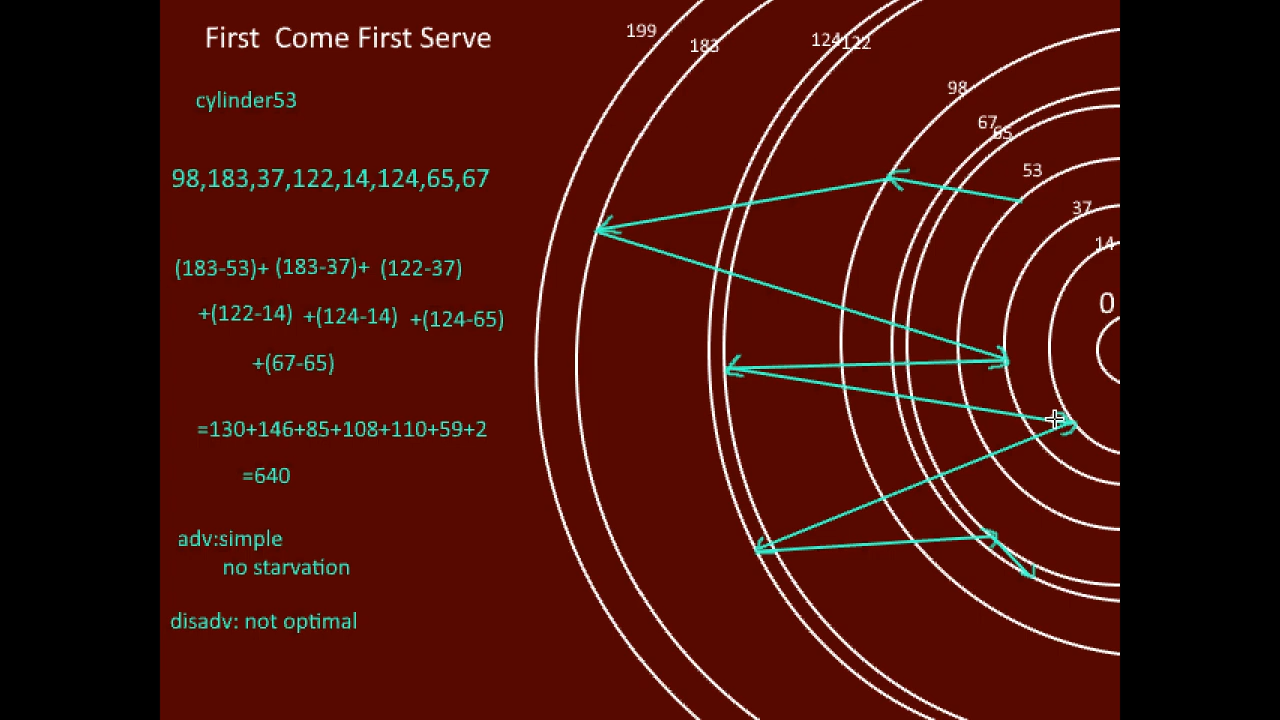 First Come First Serve
cylinder53
98,183,37,122,14,124,65,67
(183-53)+ (183-37)+ (122-37)
+(122-14) +(124-14) +(124-65)
+(67-65)
=130+146+85+108+110+59+2
=640
adv:simple
no starvation
disadv: not optimal
199
183
124
122
98
67
65
53
37
14
0